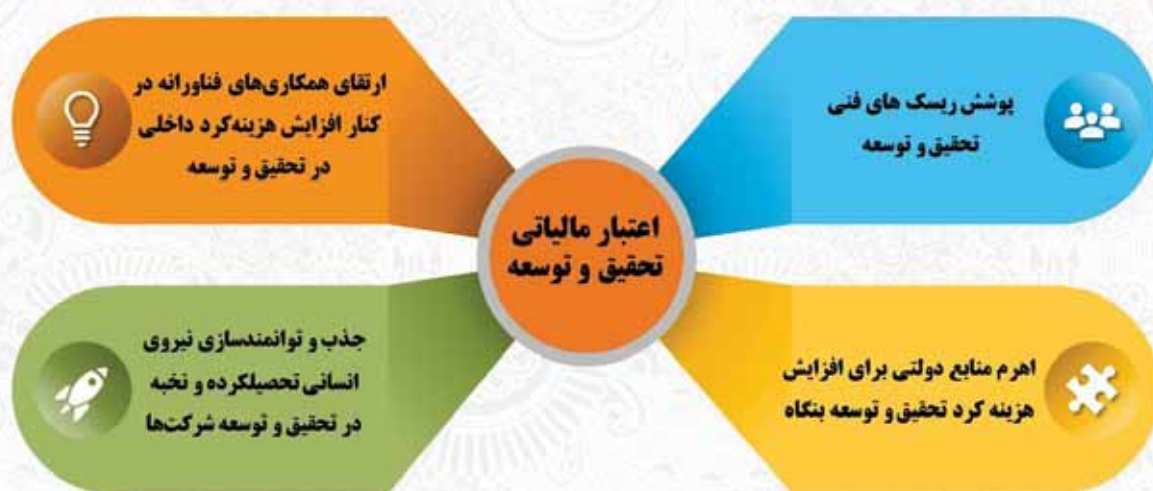 پوشش ریسک های فنی
تحقیق و توسعه
ارتقای همکاری‌های فناورانه در
کنار افزایش هزینه‌کرد داخلی
در تحقیق و توسعه
اعتبار مالیاتی
تحقیق و توسعه
اهرم منابع دولتی برای افزایش
هزینه کرد تحقیق و توسعه بنگاه
جذب و توانمندسازی نیروی
انسانی تحصیلکرده و نخبه
در تحقیق و توسعه شرکت‌ها